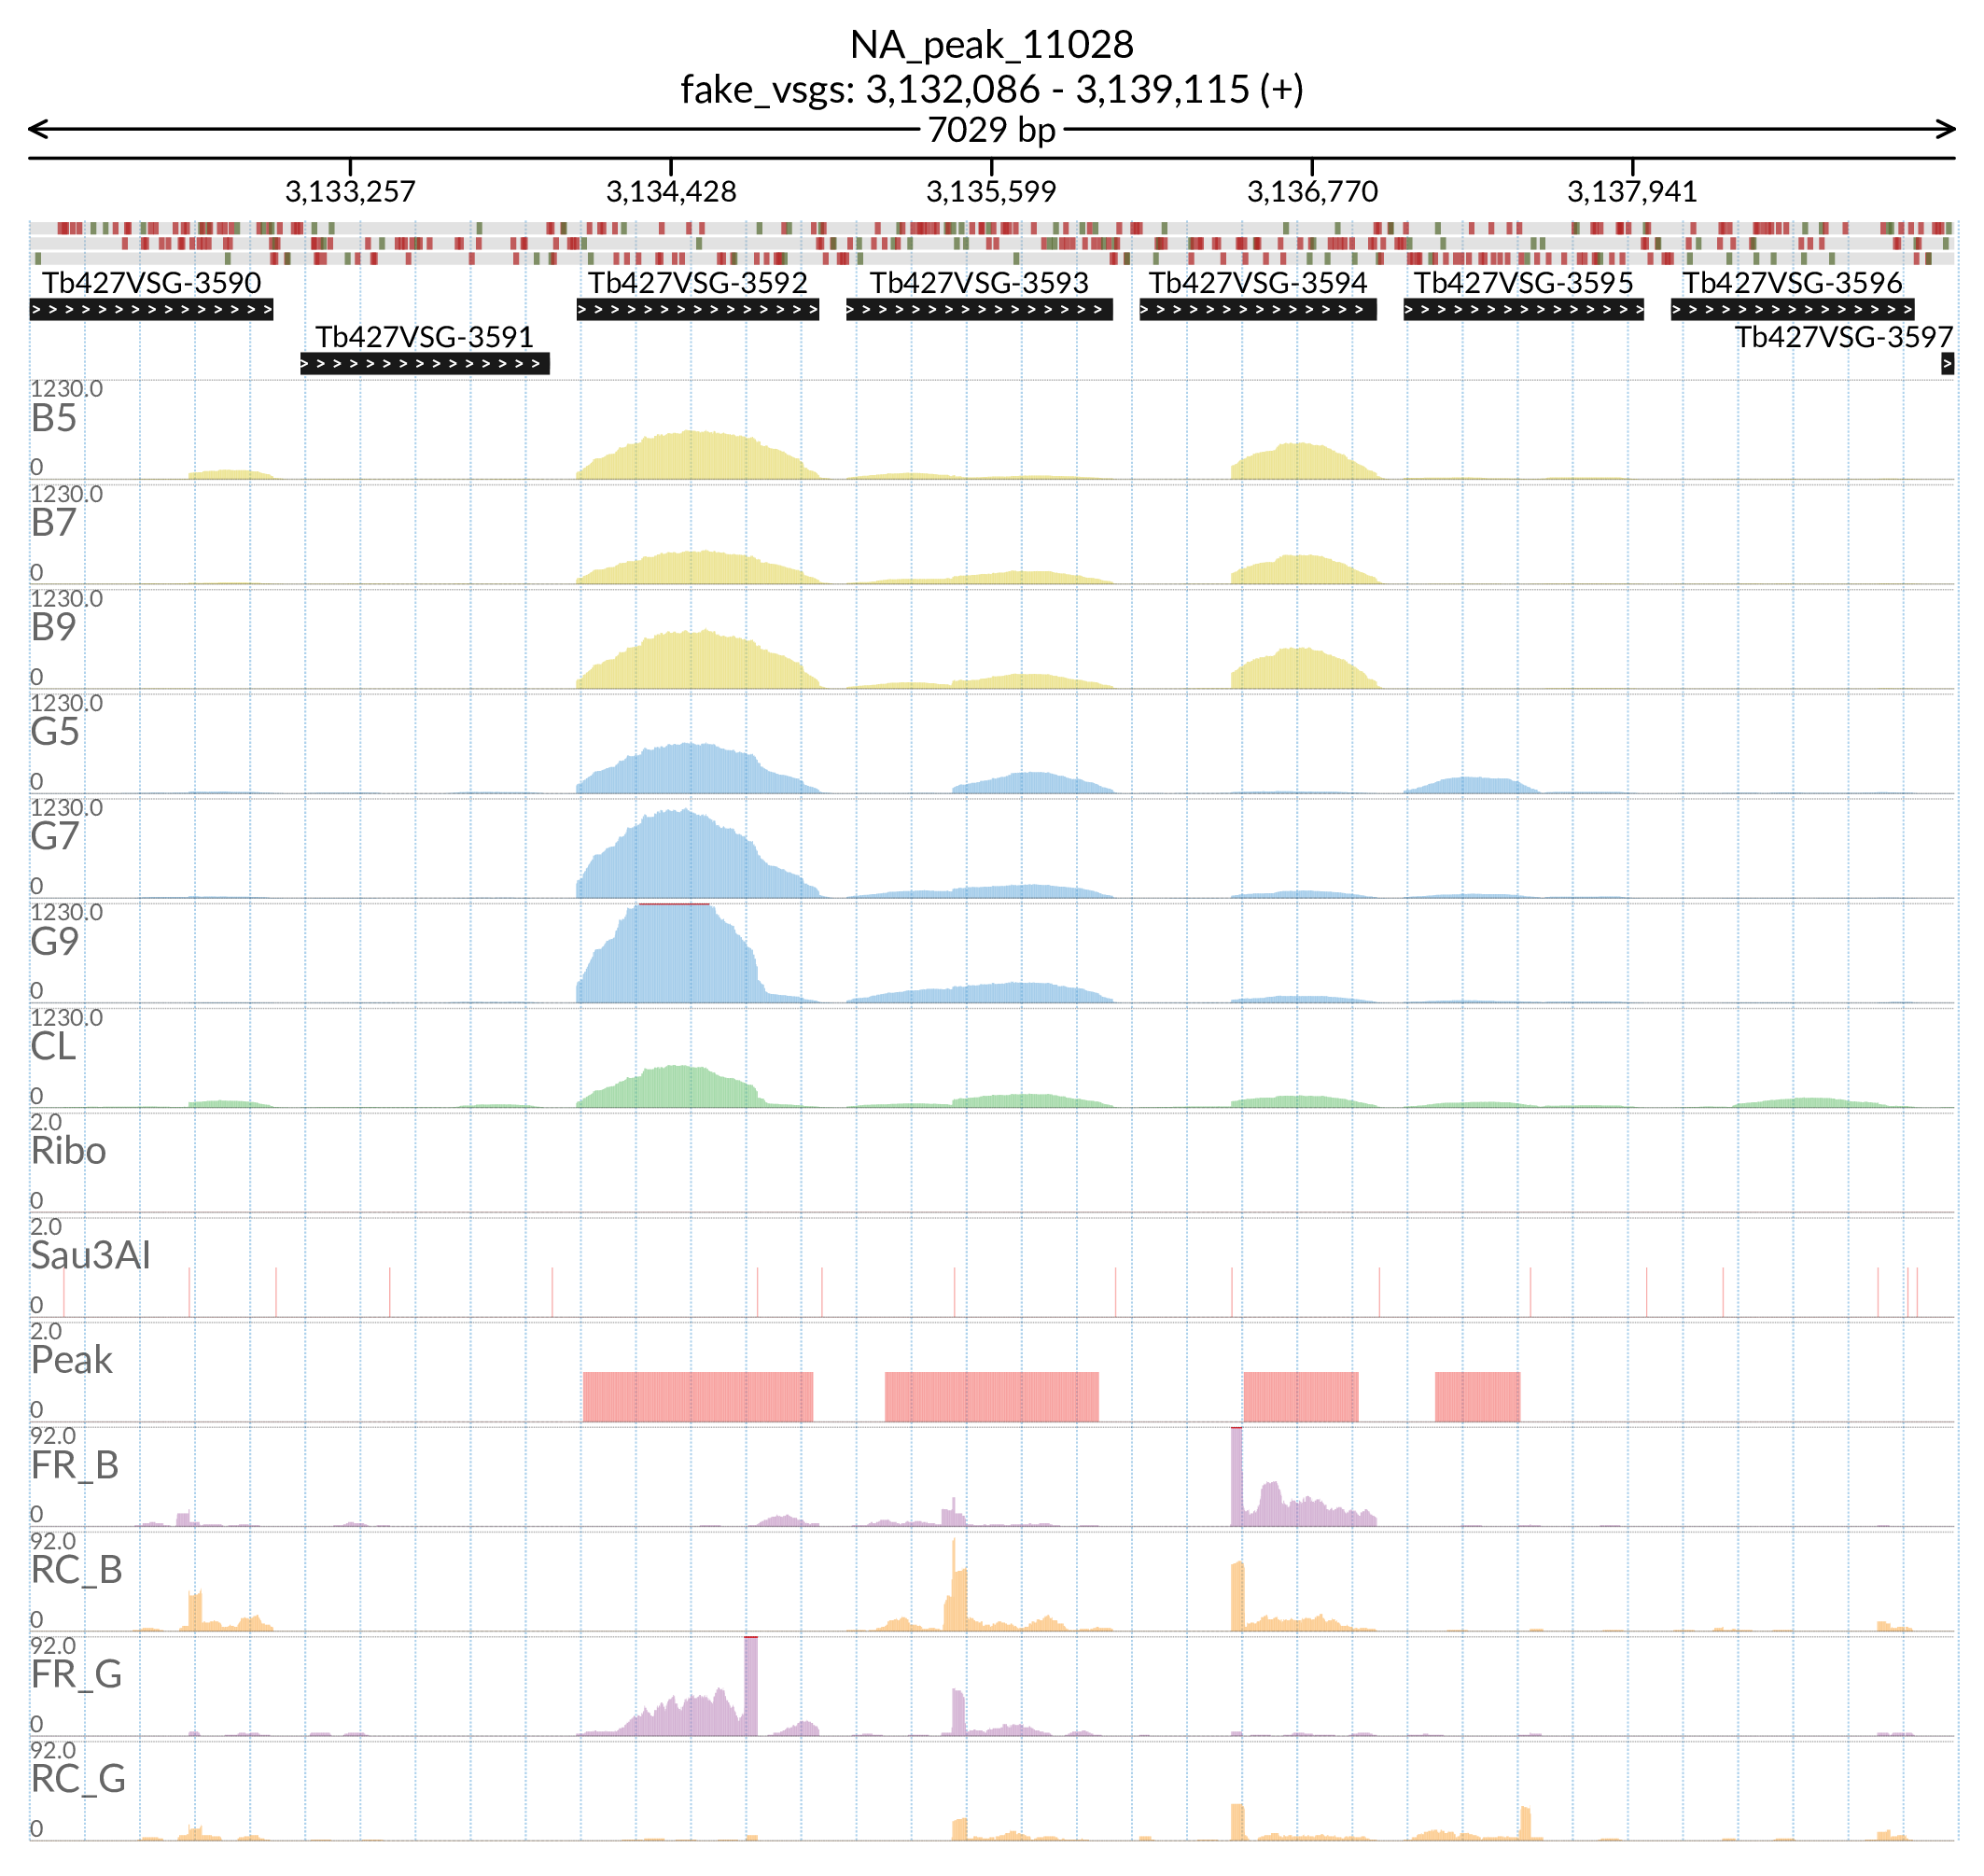 NA_peak_11028
fake_vsgs: 3,132,086 - 3,139,115 (+)
7029 bp
3,133,257 3,134,428 3,135,599 3,136,770 3,137,941
Tb427VSG-3590 Tb427VSG-3592 Tb427VSG-3593 Tb427VSG-3594 Tb427VSG-3595 Tb427VSG-3596
Tb427VSG-3591 Tb427VSG-3597
1230.0
B5
0
1230.0
B7
0
1230.0
B9
0
1230.0
G5
0
1230.0
G7
0
1230.0
G9
0
1230.0
CL
0
2.0
Ribo
0
2.0
Sau3AI
0
2.0
Peak
0
92.0
FR_B
0
92.0
RC_B
0
92.0
FR_G
0
92.0
RC_G
0